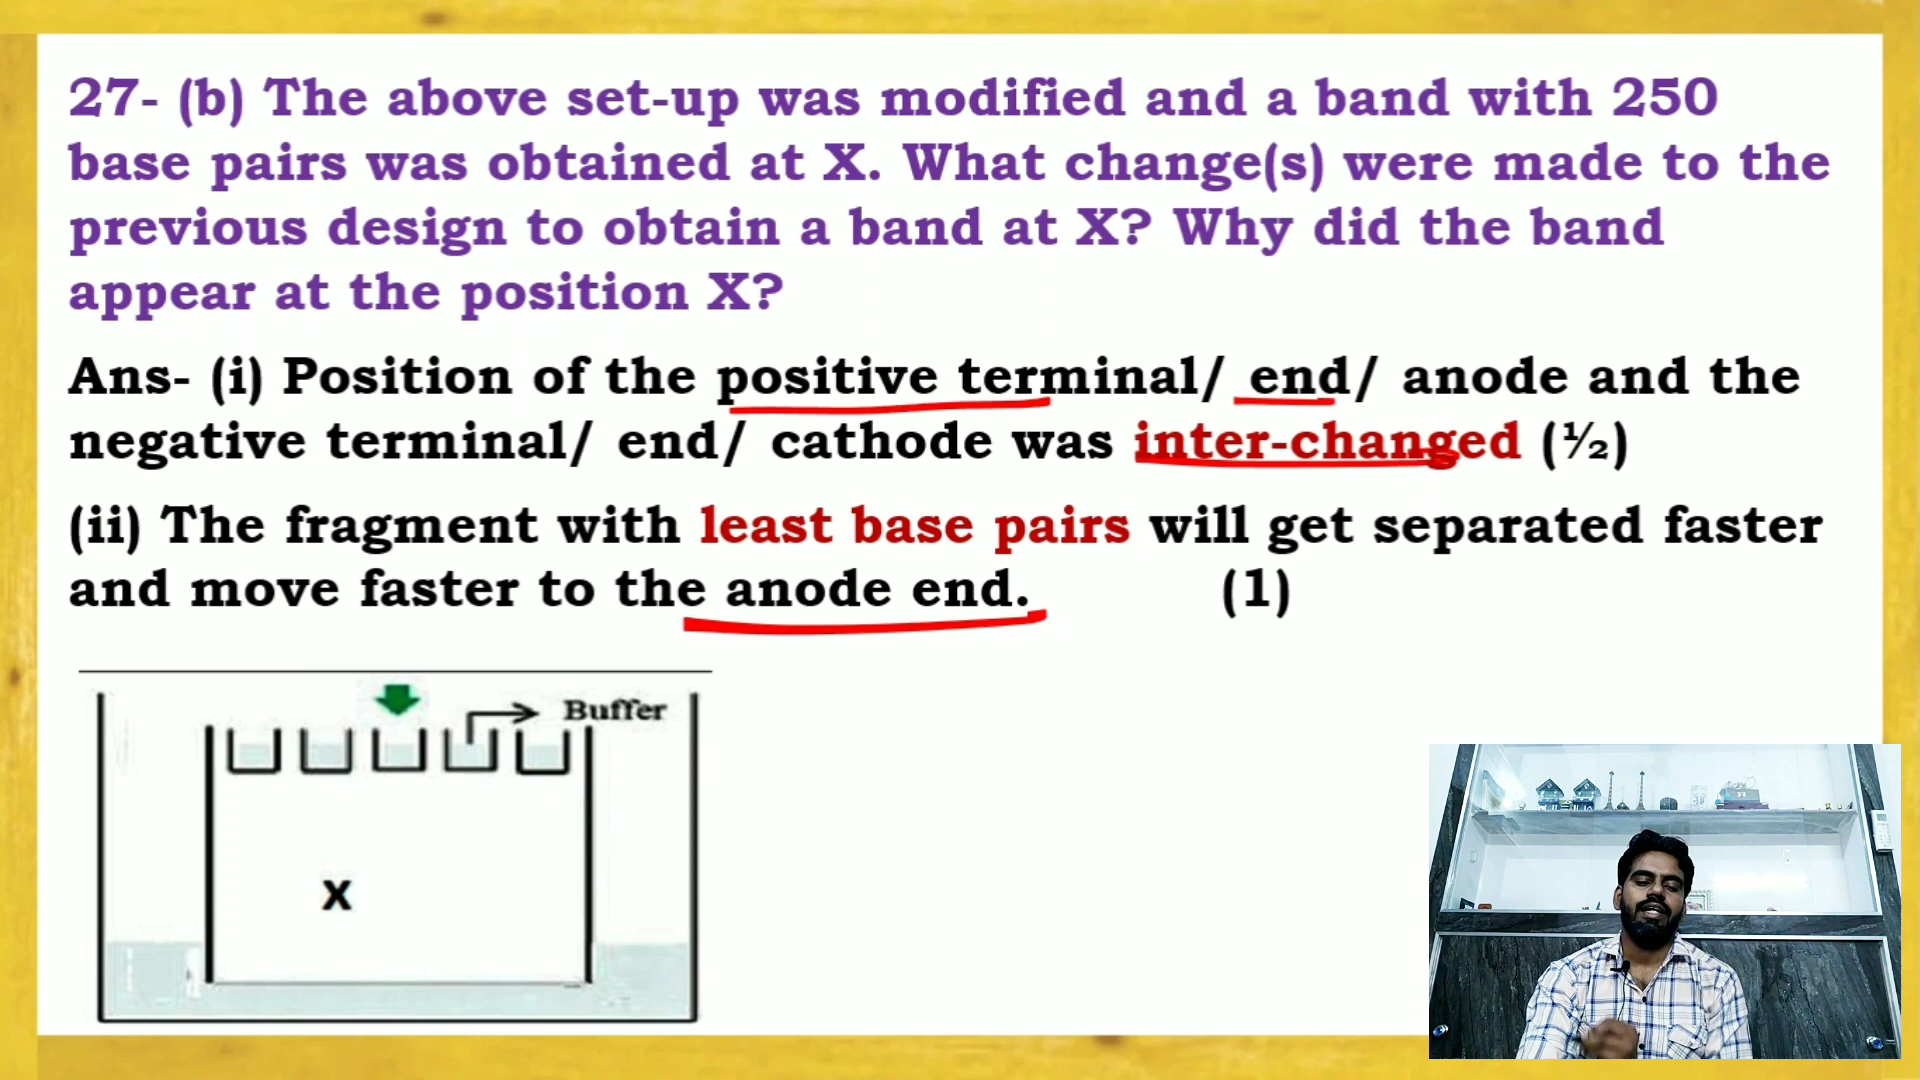 27- (b) The above set-up was modified and a band with 250
base pairs was obtained at X. What change(s) were made to the
previous design to obtain a band at X? Why did the band
appear at the position X?
Ans- (i) Position of the positive terminal/ end/ anode and the
negative terminal/ end/ cathode was inter-changed (½)
(ii) The fragment with least base pairs will get separated faster
and move faster to the anode end. (1)
Buffer
X